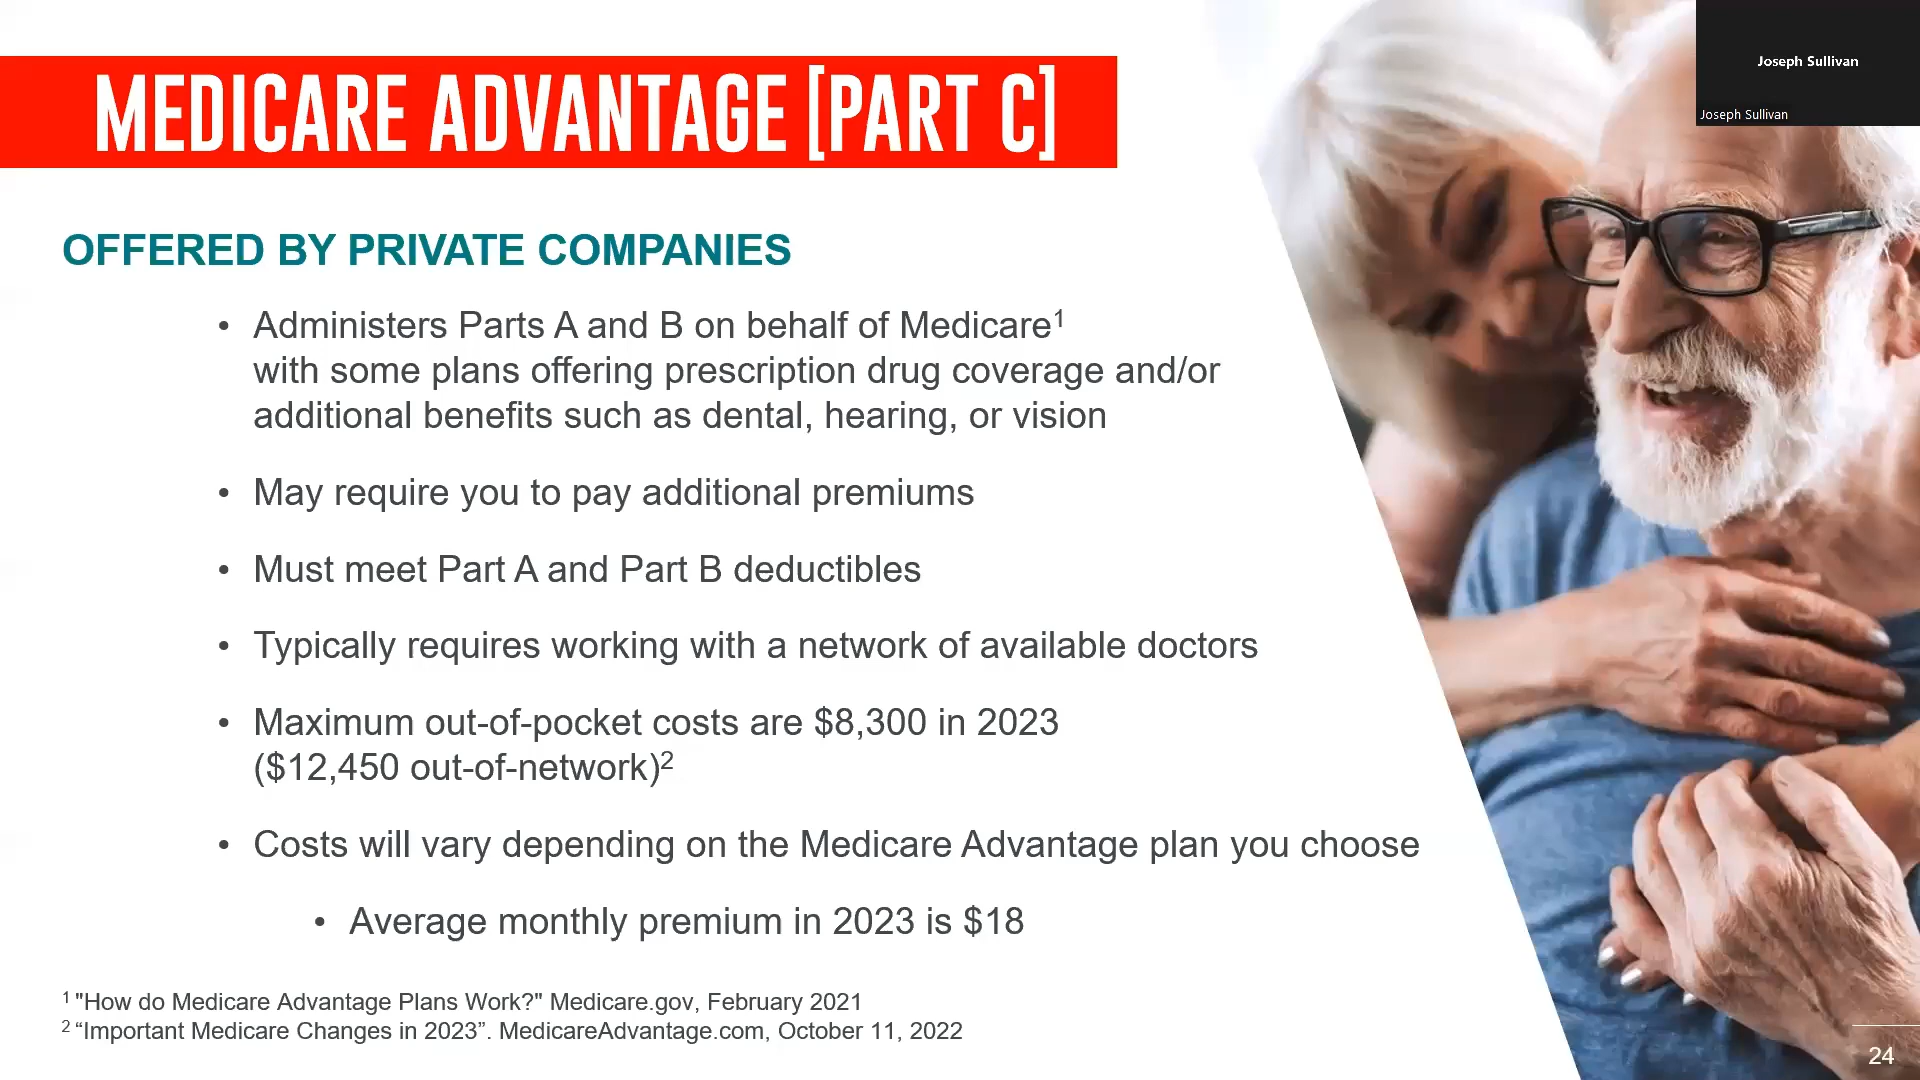 MEDICARE ADVANTAGE [PART C]
Joseph Sullivan
Joseph Sullivan
OFFERED BY PRIVATE COMPANIES
• Administers Parts A and B on behalf of Medicare¹
with some plans offering prescription drug coverage and/or
additional benefits such as dental, hearing, or vision
• May require you to pay additional premiums
• Must meet Part A and Part B deductibles
• Typically requires working with a network of available doctors
• Maximum out-of-pocket costs are $8,300 in 2023
($12,450 out-of-network)²
• Costs will vary depending on the Medicare Advantage plan you choose
• Average monthly premium in 2023 is $18
¹ "How do Medicare Advantage Plans Work?" Medicare.gov, February 2021
² “Important Medicare Changes in 2023”. MedicareAdvantage.com, October 11, 2022
24